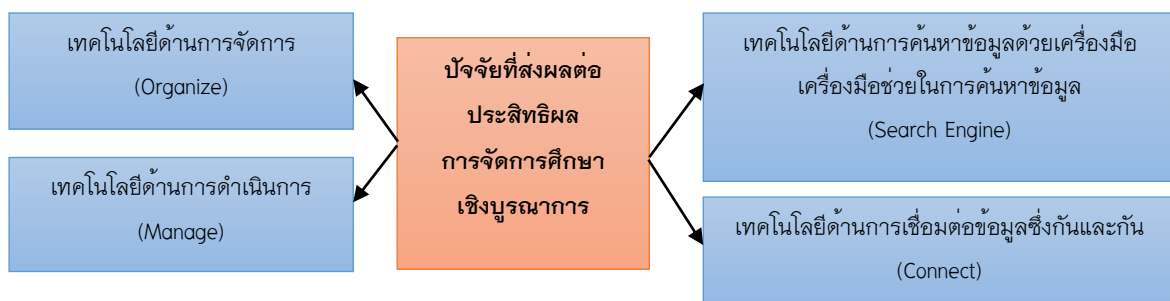 เทคโนโลยีด้านการจัดการ
(Organize)
เทคโนโลยีด้านการดำเนินการ
(Manage)
ปัจจัยที่ส่งผลต่อ
ประสิทธิผล
การจัดการศึกษา
เชิงบูรณาการ
เทคโนโลยีด้านการค้นหาข้อมูลด้วยเครื่องมือ
เครื่องมือช่วยในการค้นหาข้อมูล
(Search Engine)
เทคโนโลยีด้านการเชื่อมต่อข้อมูลซึ่งกันและกัน
(Connect)